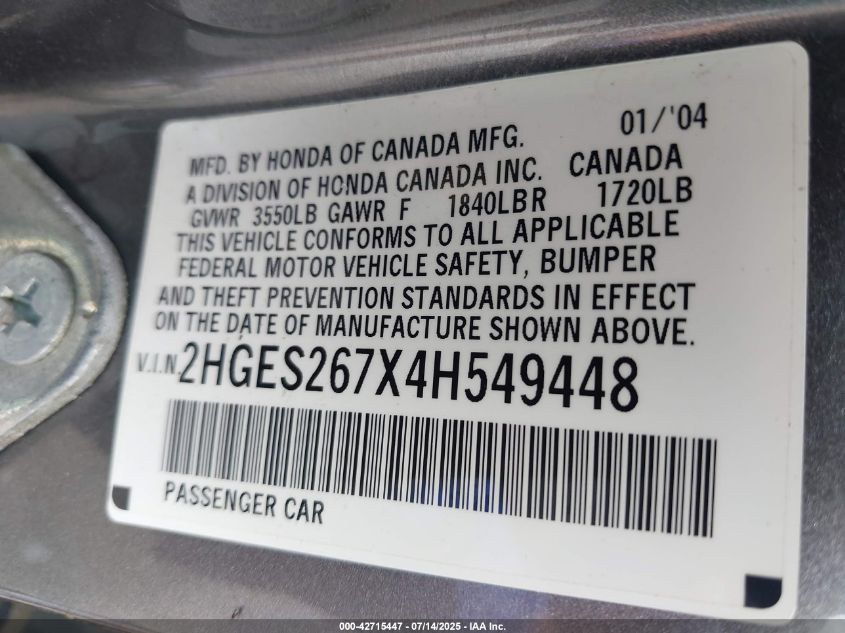 01/'04
MFD. BY HONDA OF CANADA MFG.
A DIVISION OF HONDA CANADA INC. CANADA
GVWR 3550LB GAWR F 1840LB R 1720LB
THIS VEHICLE CONFORMS TO ALL APPLICABLE
FEDERAL MOTOR VEHICLE SAFETY, BUMPER
AND THEFT PREVENTION STANDARDS IN EFFECT
ON THE DATE OF MANUFACTURE SHOWN ABOVE.
V.I.N. 2HGES267X4H549448
PASSENGER CAR
000-42715447 - 07/14/2025 - IAA Inc.